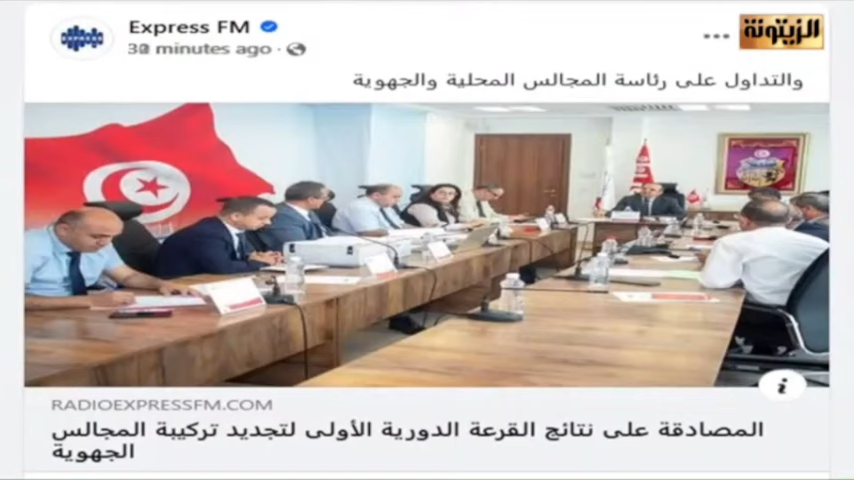 Express FM
minutes ago
الزيتونة
والتداول على رئاسة المجالس المحلية والجهوية
RADIOEXPRESSFM.COM
المصادقة على نتائج القرعة الدورية الأولى لتجديد تركيبة المجالس
الجهوية